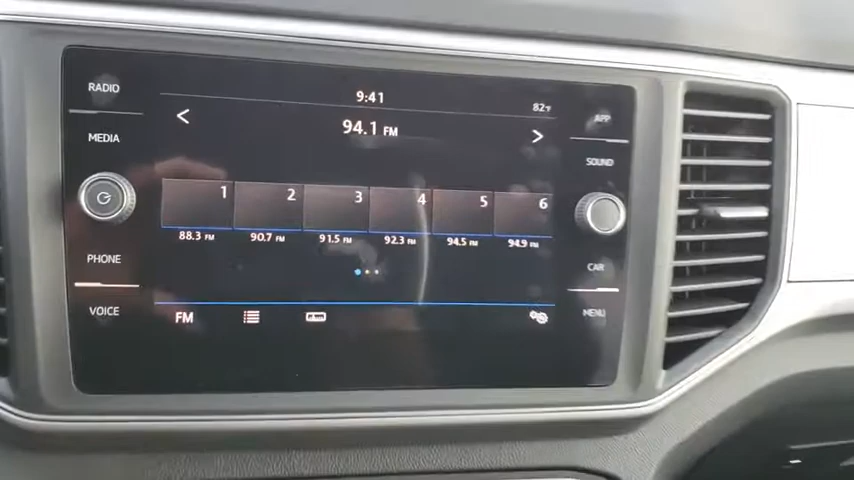 RADIO
MEDIA
PHONE
VOICE
9:41
82°F
94.1 FM
1 2 3 4 5 6
88.3 FM 90.7 FM 91.5 FM 92.3 FM 94.5 FM 94.9 FM
FM
APP
SOUND
CAR
MENU